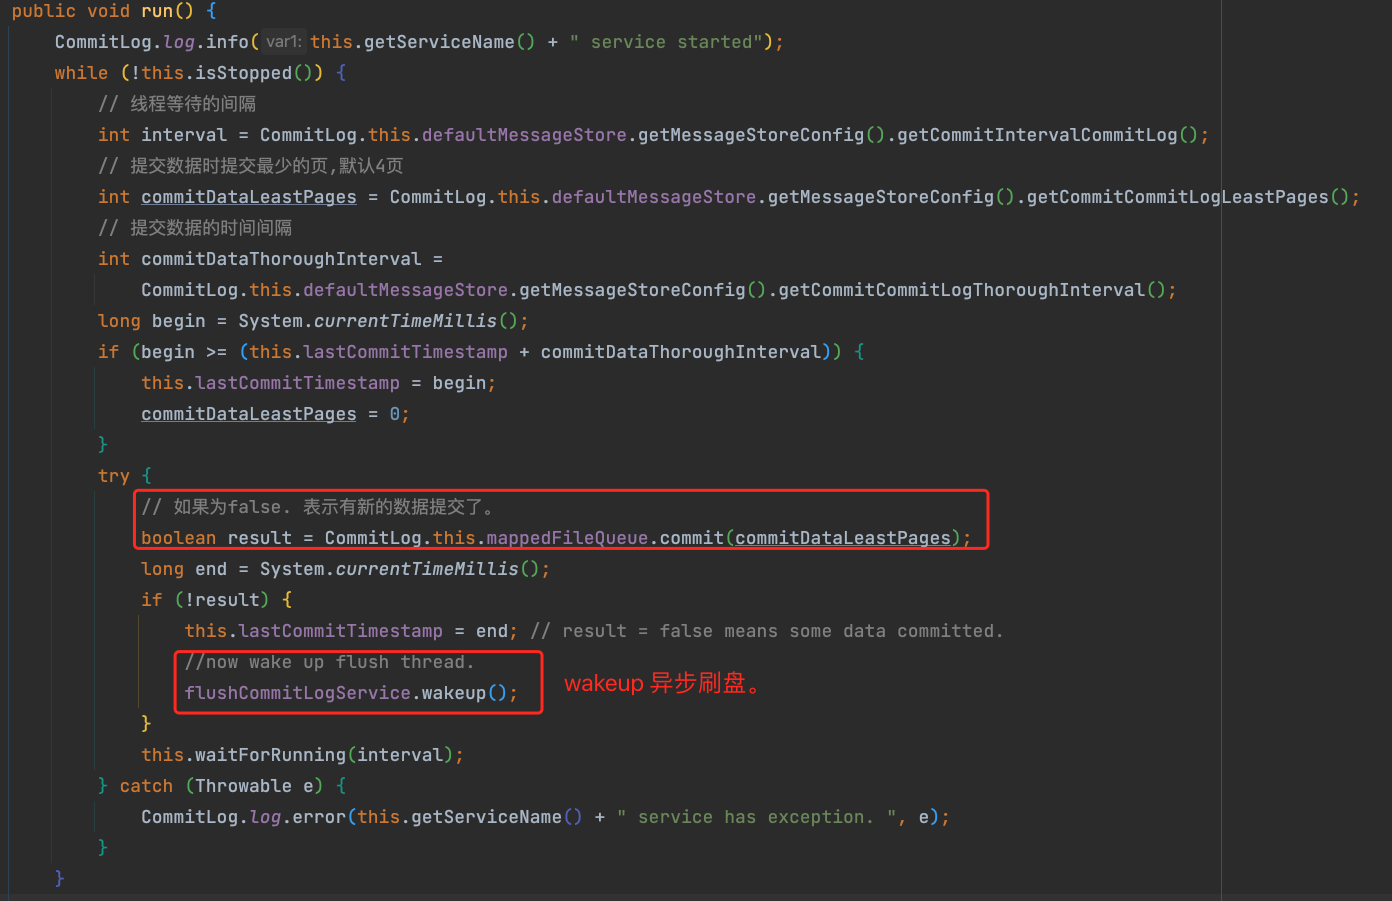 public void run() {
CommitLog.log.info( var1: this.getServiceName() + " service started");
while (!this.isStopped()) {
// 线程等待的间隔
int interval = CommitLog.this.defaultMessageStore.getMessageStoreConfig().getCommitIntervalCommitLog();
// 提交数据时提交最少的页,默认4页
int commitDataLeastPages = CommitLog.this.defaultMessageStore.getMessageStoreConfig().getCommitCommitLogLeastPages();
// 提交数据的时间间隔
int commitDataThoroughInterval =
CommitLog.this.defaultMessageStore.getMessageStoreConfig().getCommitCommitLogThoroughInterval();
long begin = System.currentTimeMillis();
if (begin >= (this.lastCommitTimestamp + commitDataThoroughInterval)) {
this.lastCommitTimestamp = begin;
commitDataLeastPages = 0;
}
try {
// 如果为false. 表示有新的数据提交了。
boolean result = CommitLog.this.mappedFileQueue.commit(commitDataLeastPages);
long end = System.currentTimeMillis();
if (!result) {
this.lastCommitTimestamp = end; // result = false means some data committed.
//now wake up flush thread.
flushCommitLogService.wakeup(); wakeup 异步刷盘。
}
this.waitForRunning(interval);
} catch (Throwable e) {
CommitLog.log.error(this.getServiceName() + " service has exception. ", e);
}
}